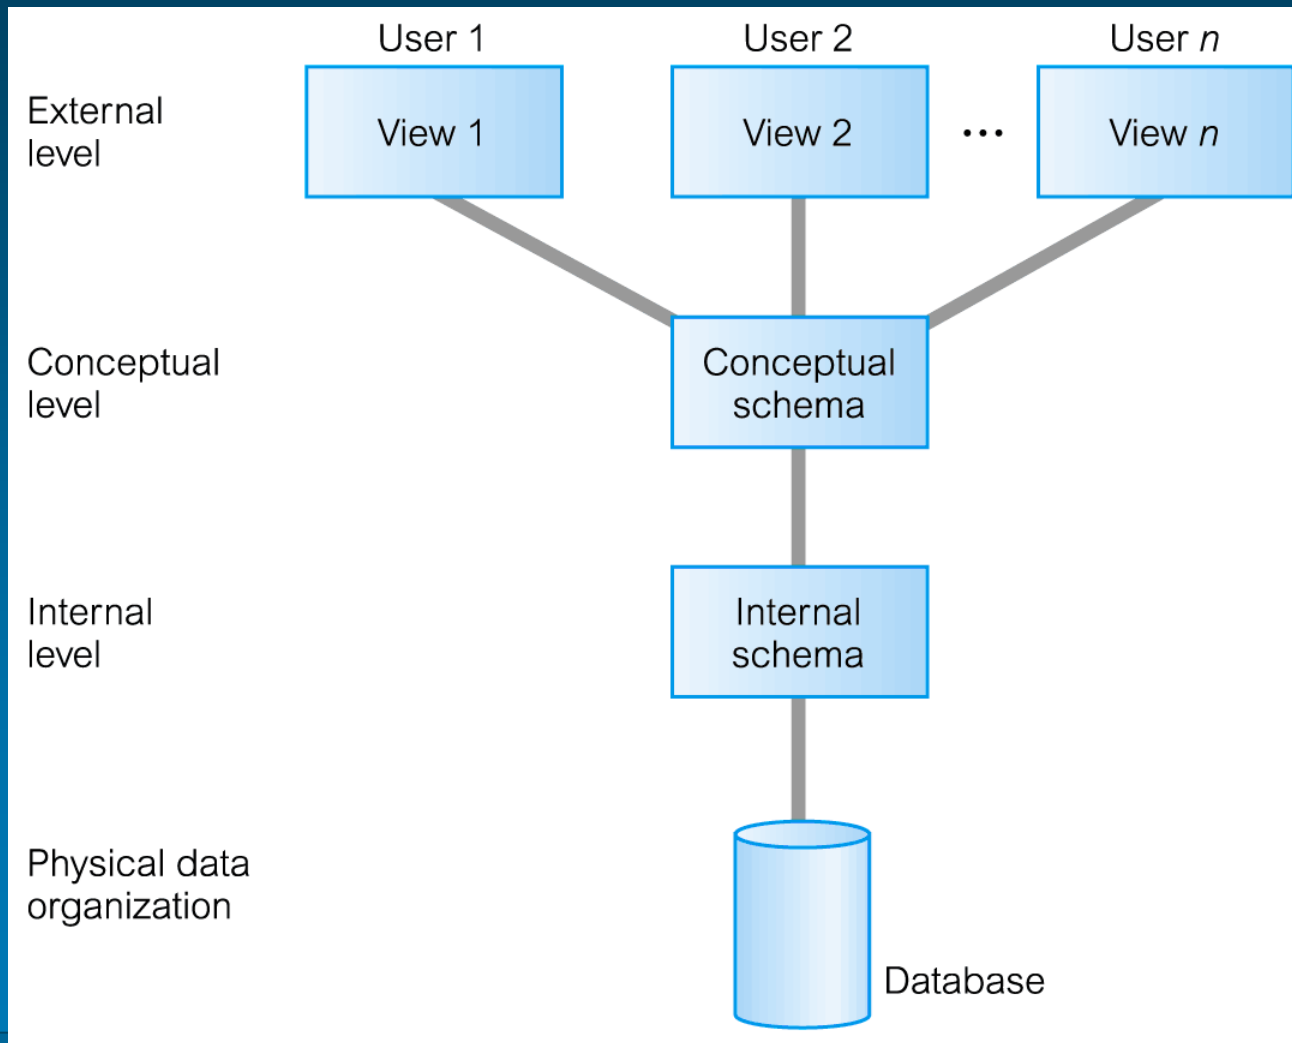 User 1
User 2
User n
External
level
View 1
View 2
...
View n
Conceptual
level
Conceptual
schema
Internal
level
Internal
schema
Physical data
organization
Database